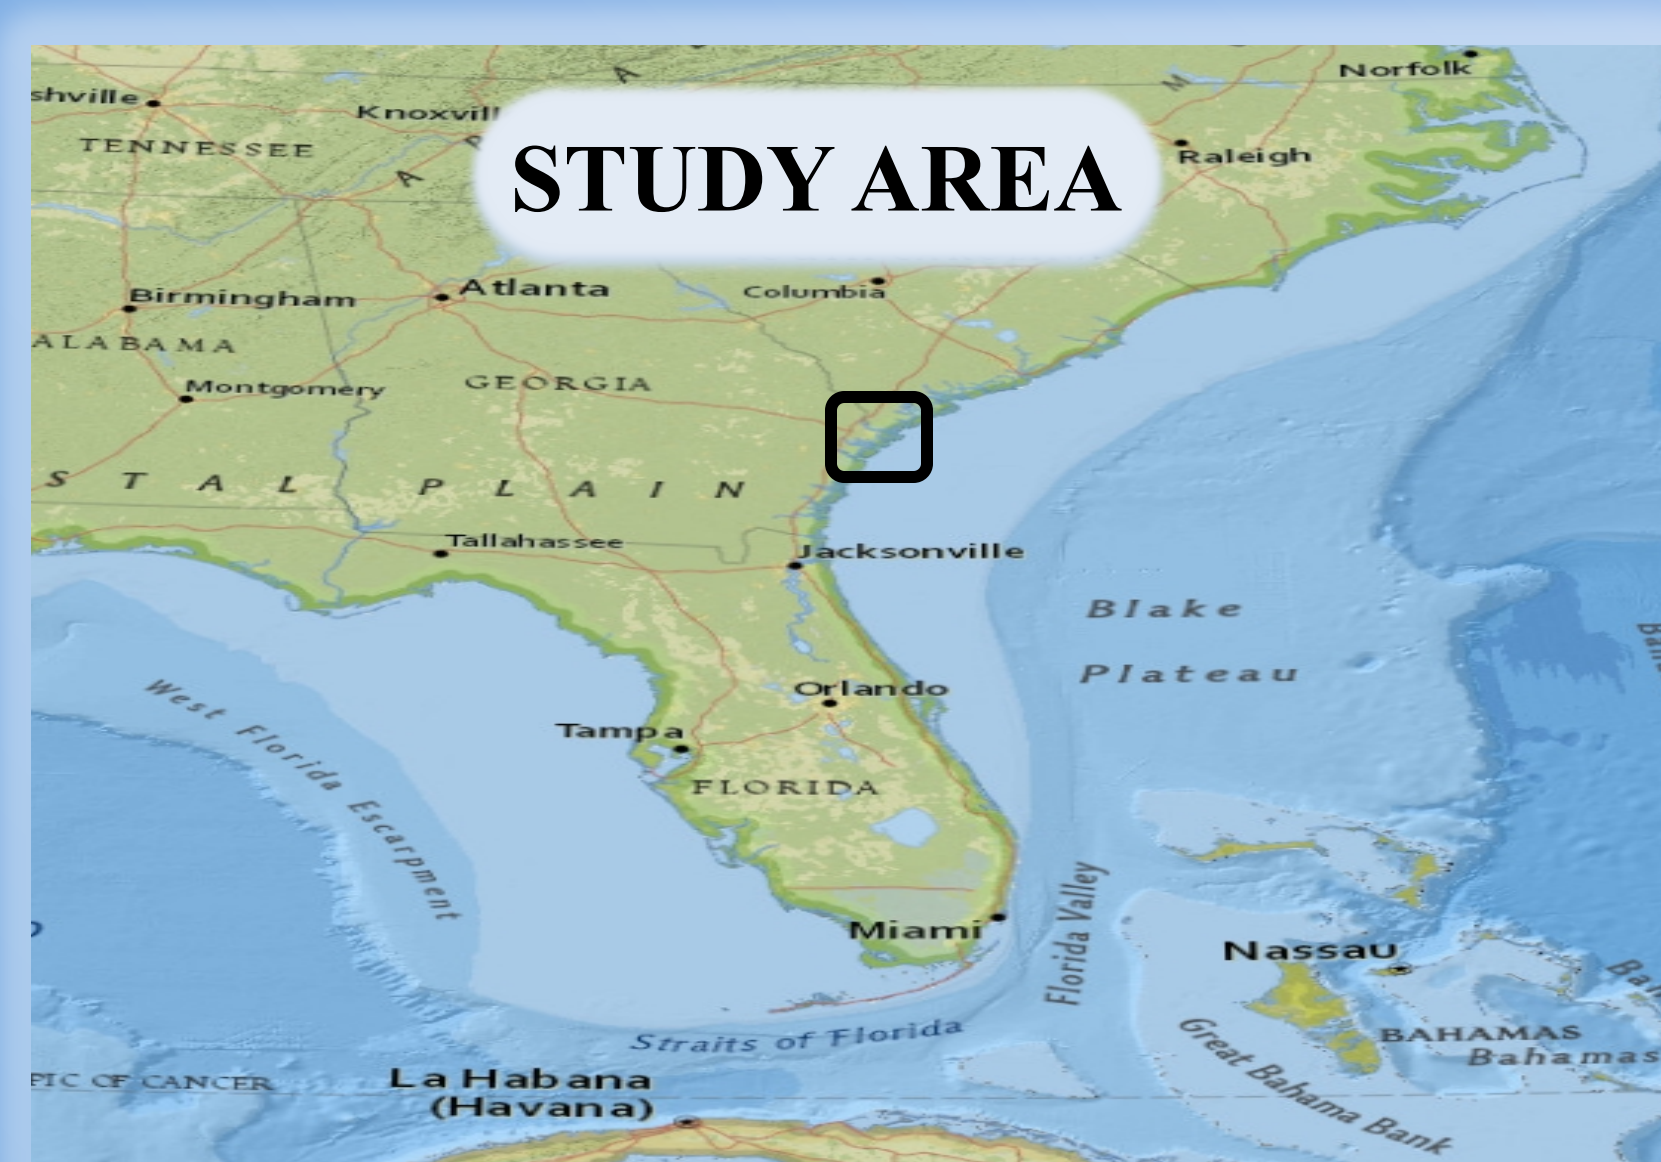 Norfolk
shville
Knoxvill
TENNESSEE
A
P
A
M
STUDY AREA
Raleigh
Birmingham
Atlanta
Columbia
ALABAMA
Montgomery
GEORGIA
S T A L P L A I N
Tallahassee
Jacksonville
Blake
Plateau
Orlando
Tampa
FLORIDA
West Florida Escarpment
Miami
Florida Valley
Nassau
Straits of Florida
Great Bahama Bank
BAHAMAS
Bahamas
PIC OF CANCER
La Habana
(Havana)